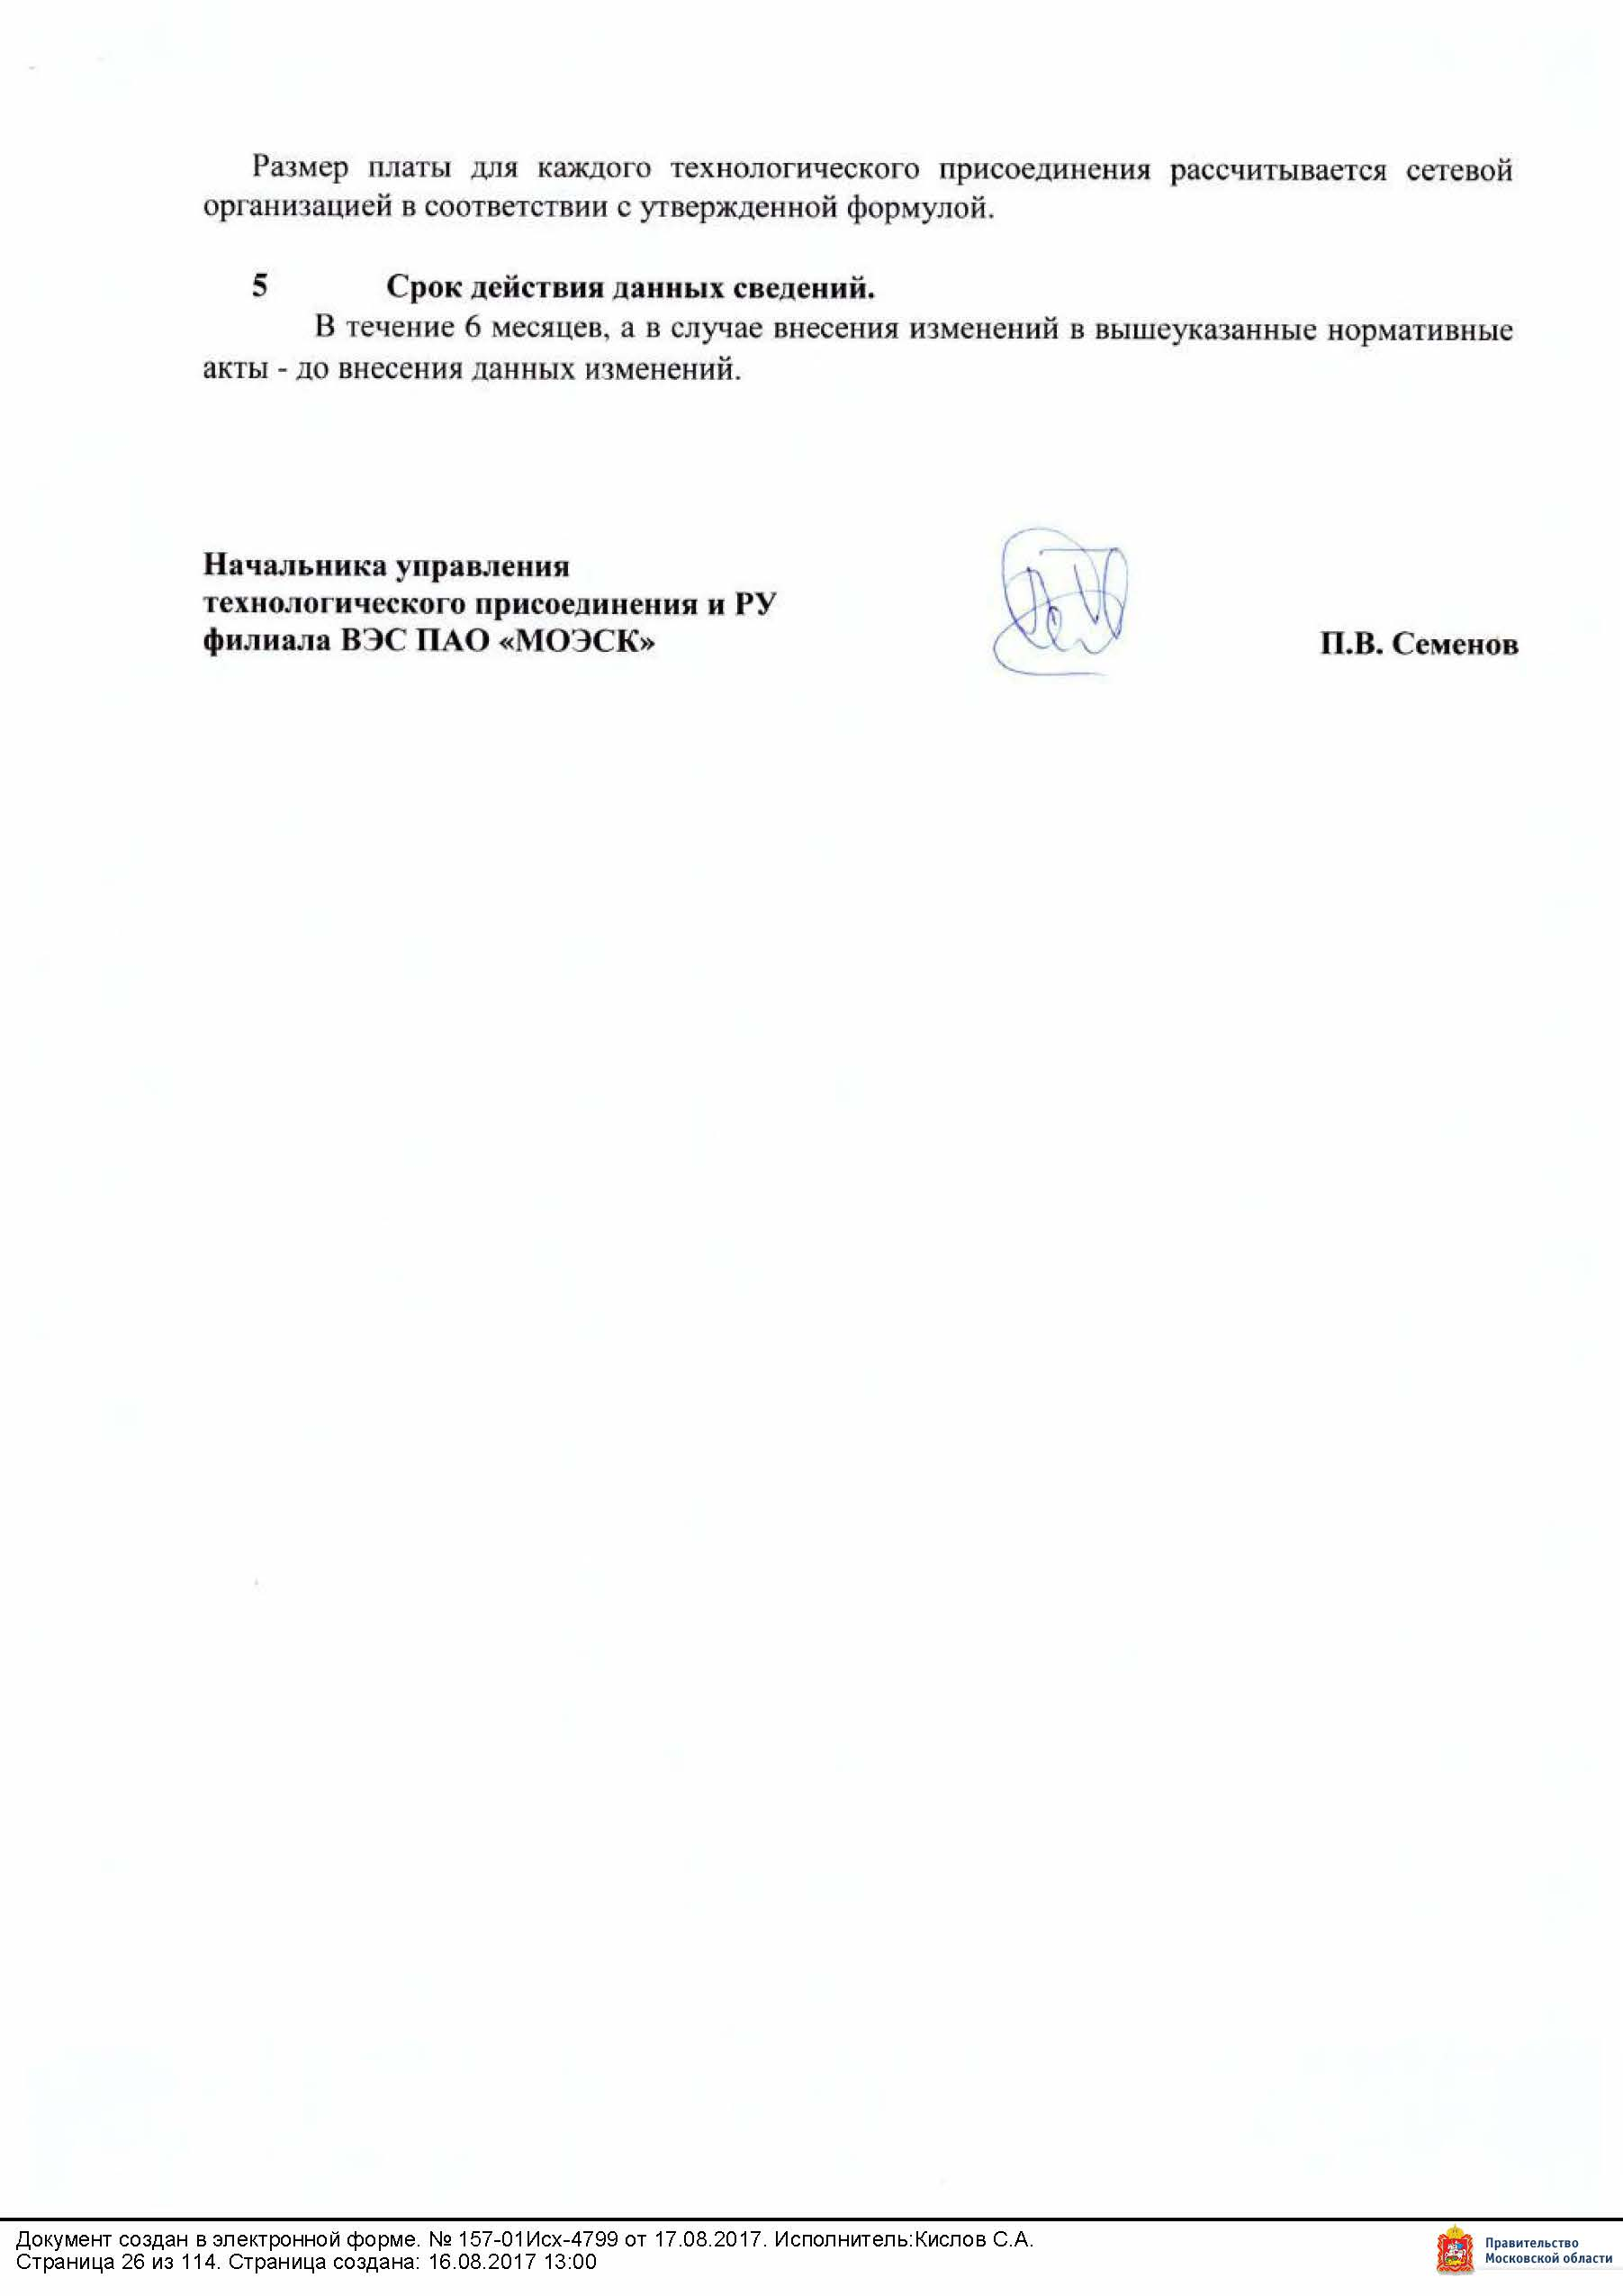 Размер платы для каждого технологического присоединения рассчитывается сетевой
организацией в соответствии с утвержденной формулой.
5 Срок действия данных сведений.
В течение 6 месяцев, а в случае внесения изменений в вышеуказанные нормативные
акты - до внесения данных изменений.
Начальника управления
технологического присоединения и РУ
филиала ВЭС ПАО «МОЭСК»
П.В. Семенов
Документ создан в электронной форме. № 157-01Исх-4799 от 17.08.2017. Исполнитель:Кислов С.А.
Страница 26 из 114. Страница создана: 16.08.2017 13:00
Правительство
Московской области